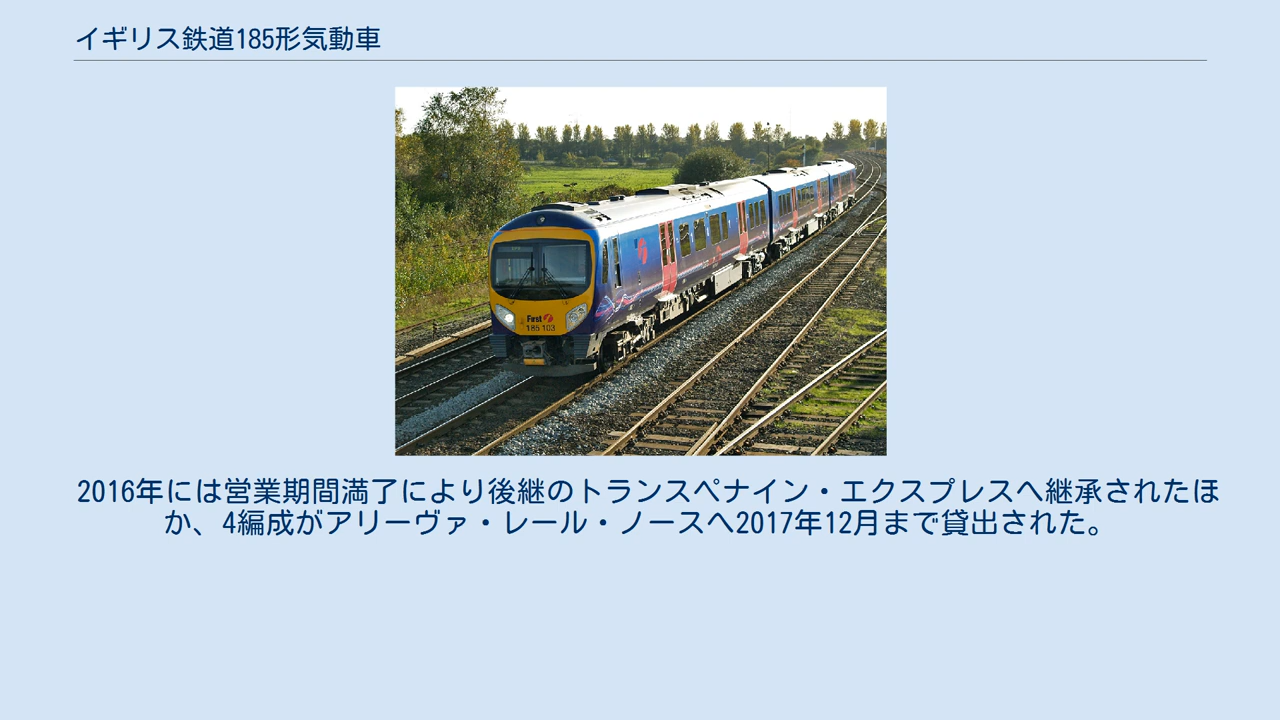 イギリス鉄道185形気動車
First
185 103
2016年には営業期間満了により後継のトランスペナイン・エクスプレスへ継承されたほ
か、4編成がアリーヴァ・レール・ノースへ2017年12月まで貸出された。